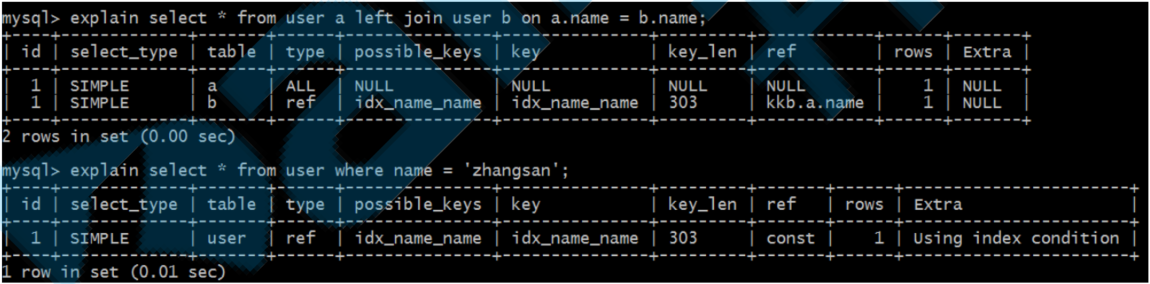 mysql> explain select * from user a left join user b on a.name = b.name;
+----+-------------+-------+------+---------------+---------------+---------+------------+------+-------+
| id | select_type | table | type | possible_keys | key           | key_len | ref        | rows | Extra |
+----+-------------+-------+------+---------------+---------------+---------+------------+------+-------+
|  1 | SIMPLE      | a     | ALL  | NULL          | NULL          | NULL    | NULL       |    1 | NULL  |
|  1 | SIMPLE      | b     | ref  | idx_name_name | idx_name_name | 303     | kkb.a.name |    1 | NULL  |
+----+-------------+-------+------+---------------+---------------+---------+------------+------+-------+
2 rows in set (0.00 sec)
mysql> explain select * from user where name = 'zhangsan';
+----+-------------+-------+------+---------------+---------------+---------+-------+------+-----------------------+
| id | select_type | table | type | possible_keys | key           | key_len | ref   | rows | Extra                 |
+----+-------------+-------+------+---------------+---------------+---------+-------+------+-----------------------+
|  1 | SIMPLE      | user  | ref  | idx_name_name | idx_name_name | 303     | const |    1 | Using index condition |
+----+-------------+-------+------+---------------+---------------+---------+-------+------+-----------------------+
1 row in set (0.01 sec)